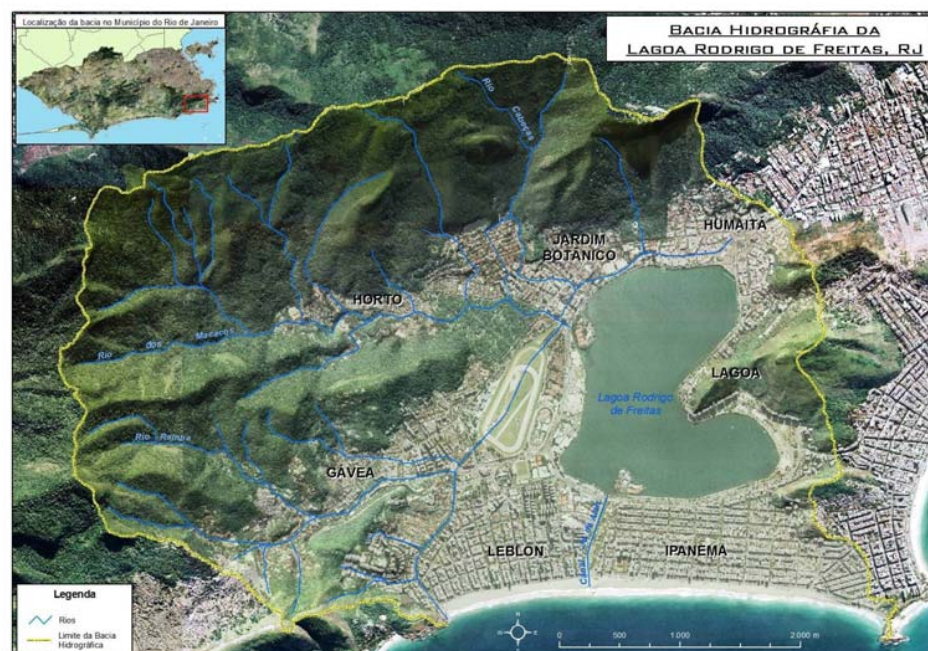 Localização da bacia no Município do Rio de Janeiro
BACIA HIDROGRÁFIA DA
LAGOA RODRIGO DE FREITAS, RJ
Rio Cabeças
HUMAITÁ
JARDIM
BOTÂNICO
HORTO
Rio dos Macacos
LAGOA
Lagoa Rodrigo
de Freitas
Rio Rainha
GÁVEA
LEBLON
IPANEMA
Legenda
Rios
Limite da Bacia
Hidrográfica
N
W
E
S
0 500 1.000 2.000 m